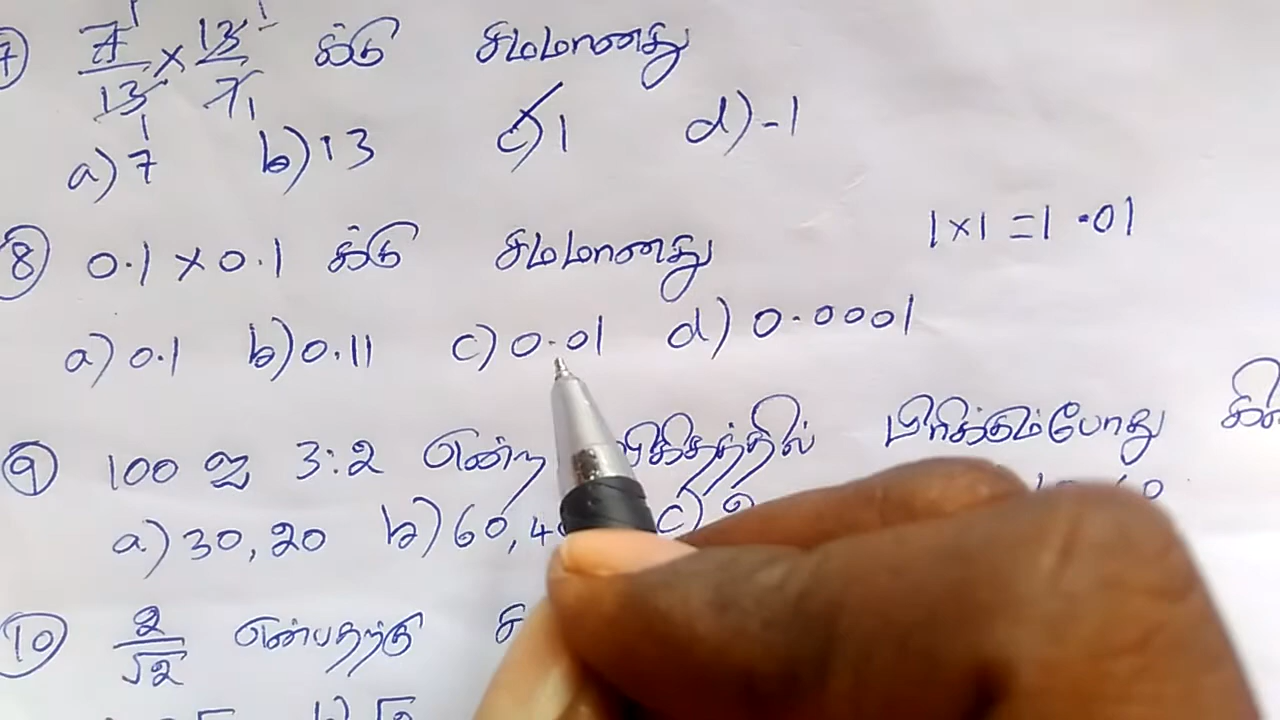 7 7/13 × 13/7 க்கு சமமானது
a) 7 b) 13 c) 1 d) -1
8 0.1 × 0.1 க்கு சமமானது 1×1 = 1 .01
a) 0.1 b) 0.11 c) 0.01 d) 0.0001
9 100 ஐ 3:2 என்ற விகிதத்தில் பிரிக்கும்போது
a) 30, 20 b) 60, 4 c)
10 2/√2 என்பதற்கு ச